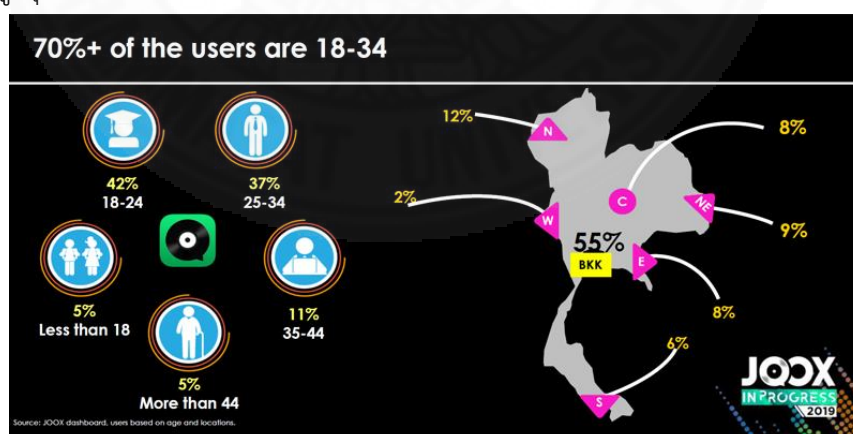 70%+ of the users are 18-34
42%
18-24
37%
25-34
5%
Less than 18
11%
35-44
5%
More than 44
12%
N
8%
C
2%
W
NE
9%
55%
BKK
E
8%
6%
S
JOOX
IN PROGRESS
2019
Source: JOOX dashboard, users based on age and locations.